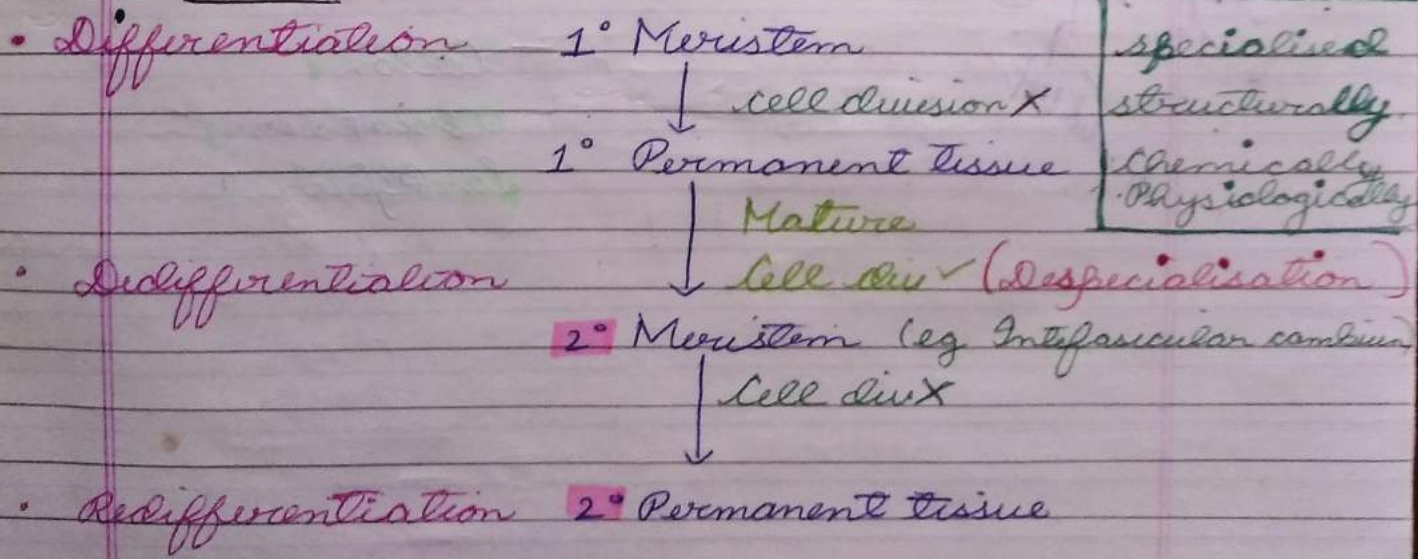 • Differentiation 1° Meristem
cell division X
1° Permanent tissue
specialised
structurally
Chemically
Physiologically
Mature
• Dedifferentiation Cell div ✓ (Despecialisation)
2° Meristem (eg Intefascicular cambium
Cell div X
• Redifferentiation 2° Permanent tissue